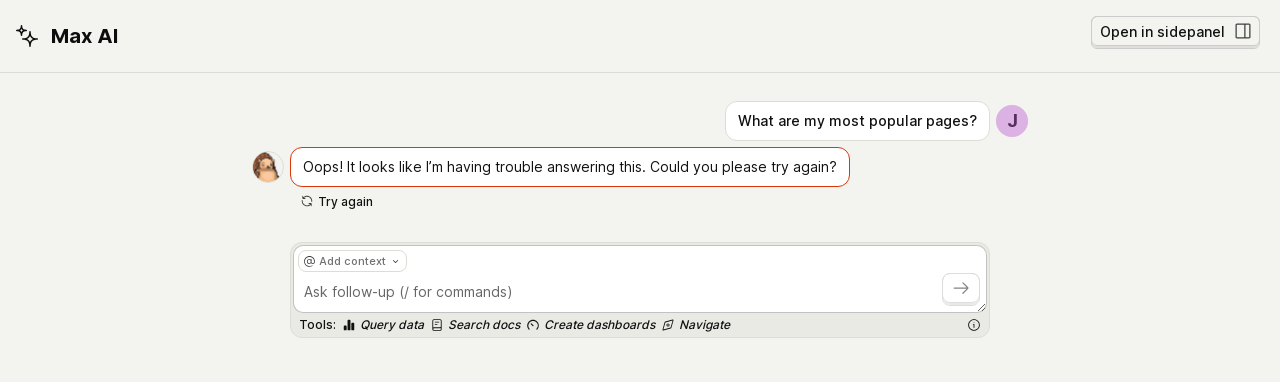 Max AI
Open in sidepanel
What are my most popular pages?
J
Oops! It looks like I’m having trouble answering this. Could you please try again?
Try again
@ Add context
Ask follow-up (/ for commands)
Tools: Query data Search docs Create dashboards Navigate